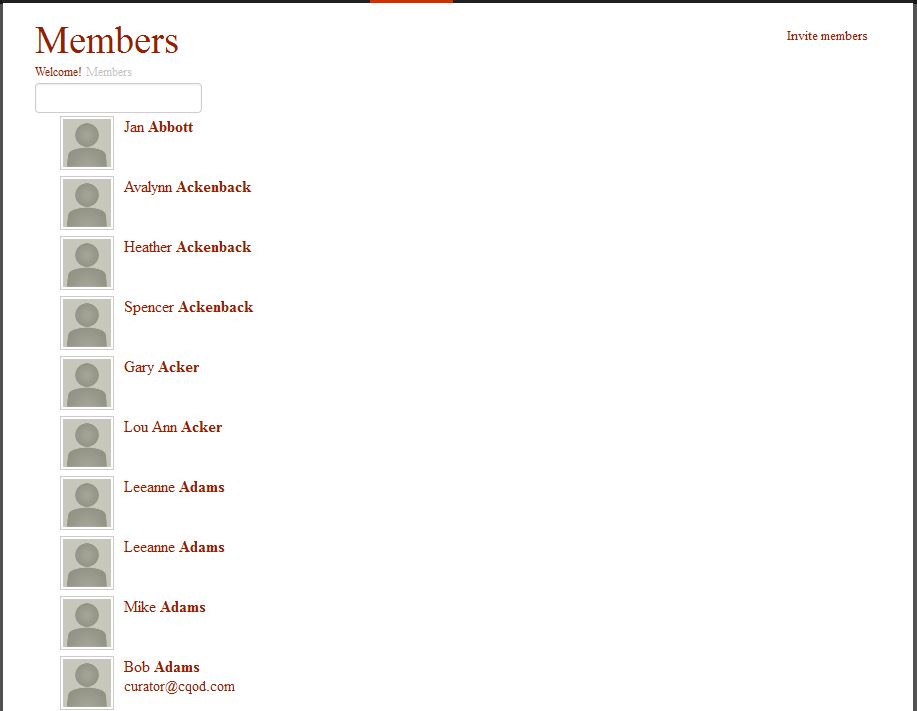 Members
Invite members
Welcome! Members
Jan Abbott
Avalynn Ackenback
Heather Ackenback
Spencer Ackenback
Gary Acker
Lou Ann Acker
Leeanne Adams
Leeanne Adams
Mike Adams
Bob Adams
curator@cqod.com